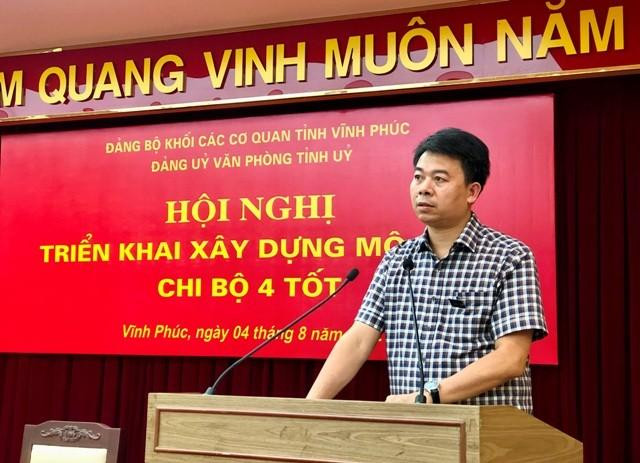 M QUANG VINH MUÔN NĂM
ĐẢNG BỘ KHỐI CÁC CƠ QUAN TỈNH VĨNH PHÚC
ĐẢNG UỶ VĂN PHÒNG TỈNH UỶ
HỘI NGHỊ
TRIỂN KHAI XÂY DỰNG MÔ
CHI BỘ 4 TỐT
Vĩnh Phúc, ngày 04 tháng 8 năm